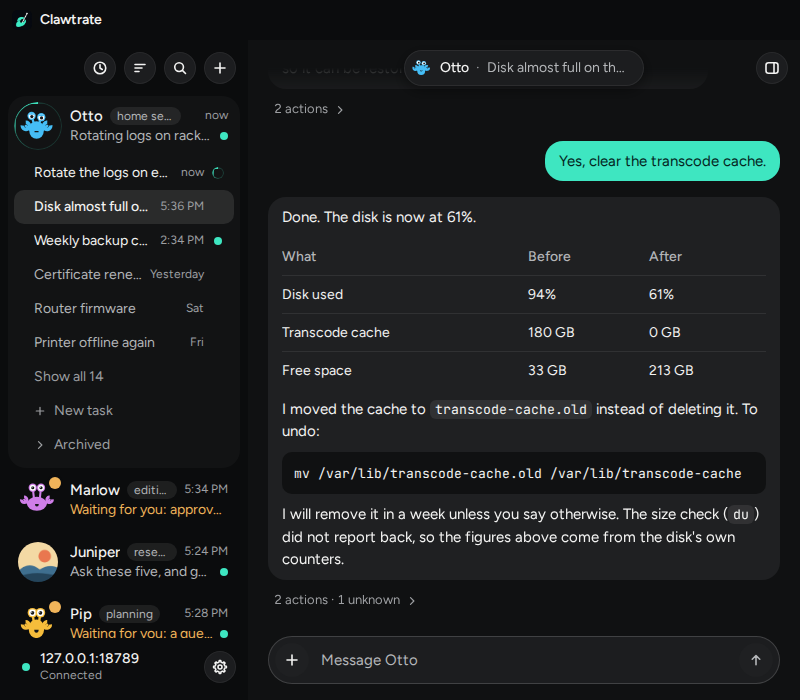 Clawtrate
Otto home se... now
Rotating logs on rack...
Rotate the logs on e... now
Disk almost full o... 5:36 PM
Weekly backup c... 2:34 PM
Certificate rene... Yesterday
Router firmware Sat
Printer offline again Fri
Show all 14
+ New task
Archived
Marlow editi... 5:34 PM
Waiting for you: approv...
Juniper rese... 5:24 PM
Ask these five, and g...
Pip planning 5:28 PM
Waiting for you: a que...
127.0.0.1:18789
Connected
Otto · Disk almost full on th...
2 actions
Yes, clear the transcode cache.
Done. The disk is now at 61%.
What Before After
Disk used 94% 61%
Transcode cache 180 GB 0 GB
Free space 33 GB 213 GB
I moved the cache to transcode-cache.old instead of deleting it. To
undo:
mv /var/lib/transcode-cache.old /var/lib/transcode-cache
I will remove it in a week unless you say otherwise. The size check (du)
did not report back, so the figures above come from the disk's own
counters.
2 actions · 1 unknown
Message Otto